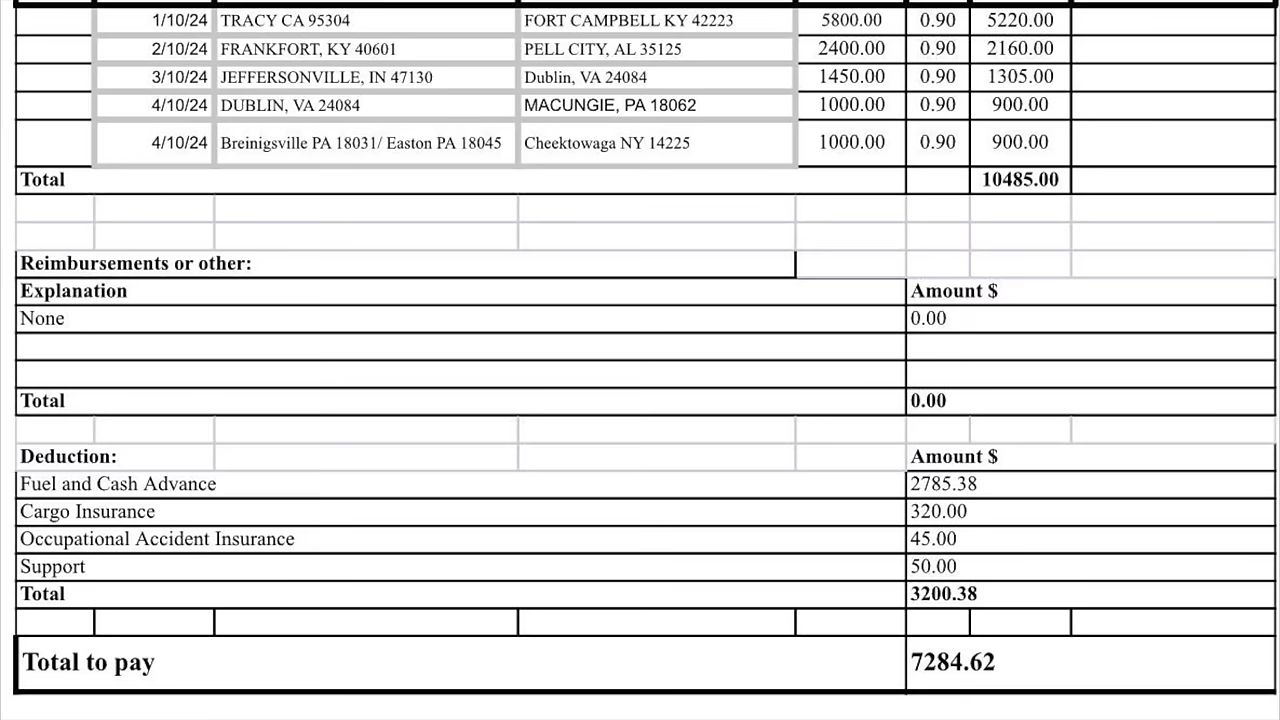 1/10/24 TRACY CA 95304 FORT CAMPBELL KY 42223 5800.00 0.90 5220.00
2/10/24 FRANKFORT, KY 40601 PELL CITY, AL 35125 2400.00 0.90 2160.00
3/10/24 JEFFERSONVILLE, IN 47130 Dublin, VA 24084 1450.00 0.90 1305.00
4/10/24 DUBLIN, VA 24084 MACUNGIE, PA 18062 1000.00 0.90 900.00
4/10/24 Breinigsville PA 18031/ Easton PA 18045 Cheektowaga NY 14225 1000.00 0.90 900.00
Total 10485.00
Reimbursements or other:
Explanation Amount $
None 0.00
Total 0.00
Deduction: Amount $
Fuel and Cash Advance 2785.38
Cargo Insurance 320.00
Occupational Accident Insurance 45.00
Support 50.00
Total 3200.38
Total to pay 7284.62